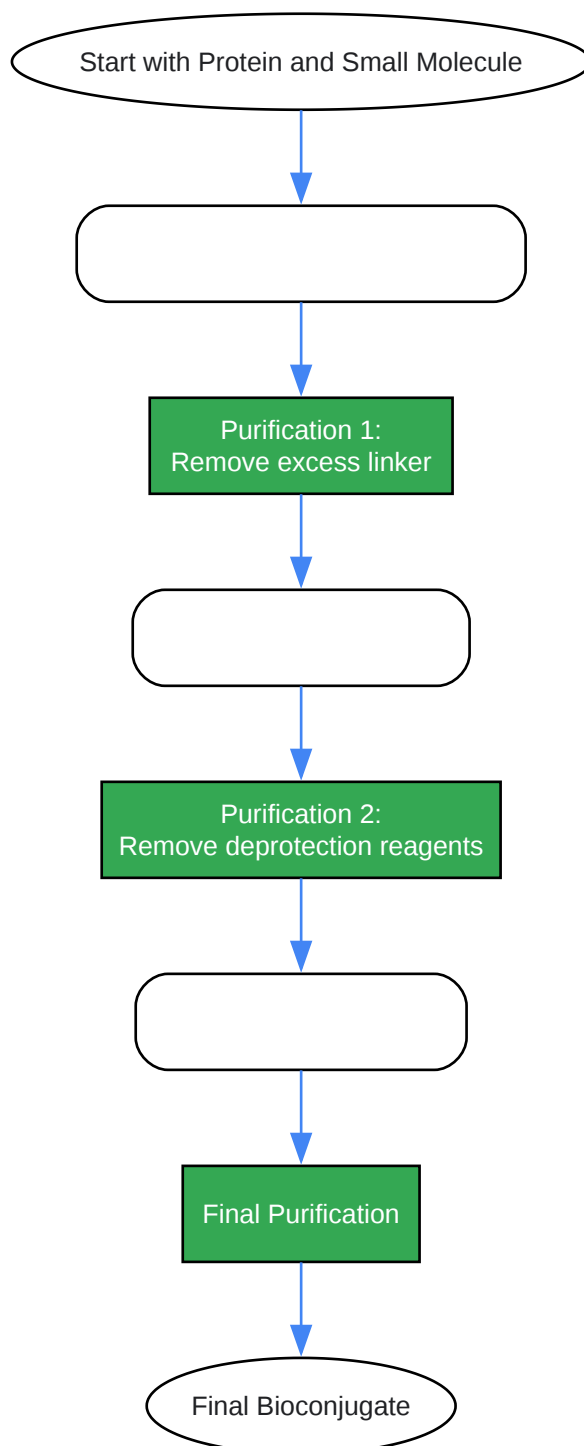 Start with Protein and Small Molecule
Purification 1:
Remove excess linker
Purification 2:
Remove deprotection reagents
Final Purification
Final Bioconjugate